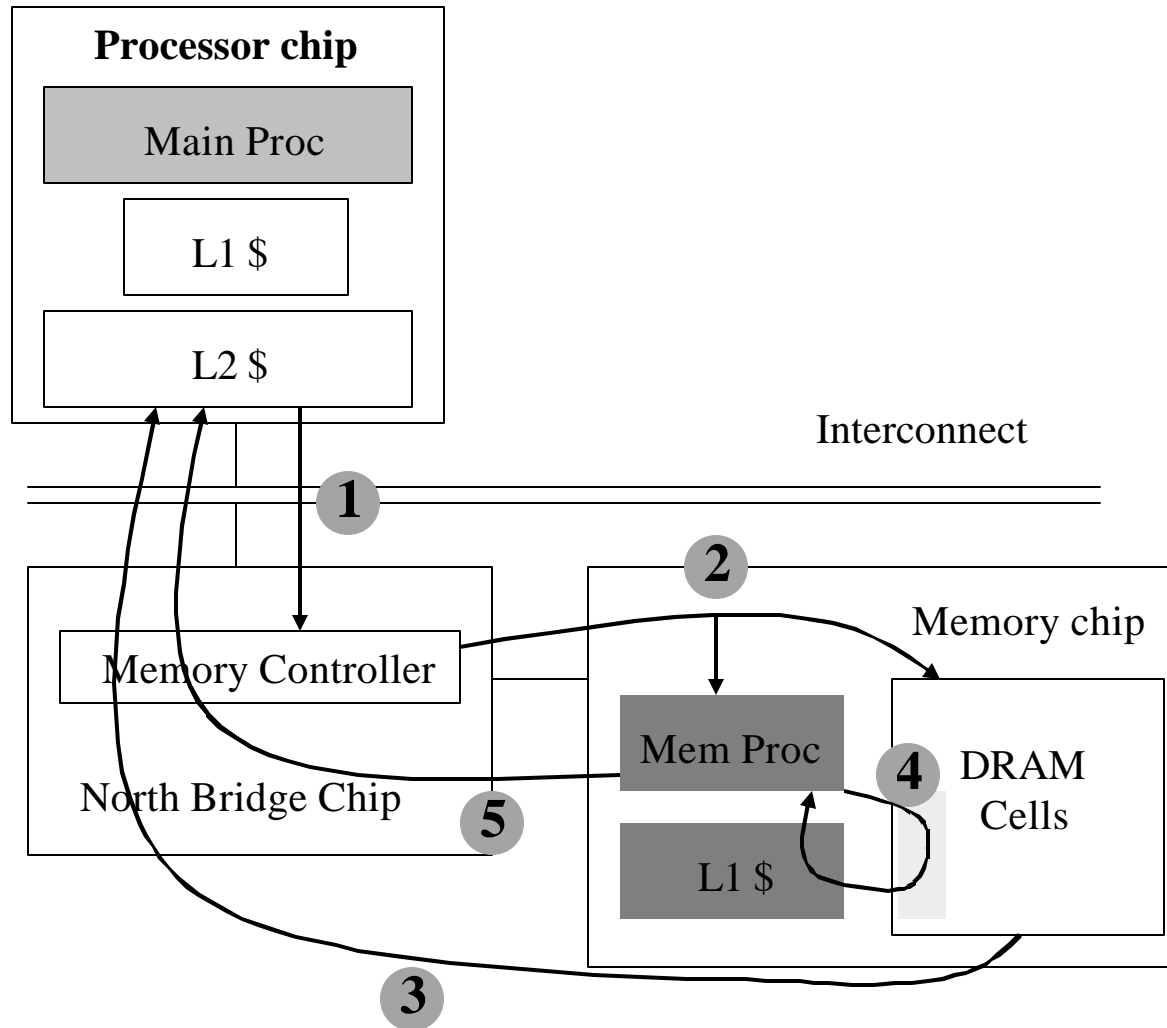 Processor chip
Main Proc
L1 $
L2 $
Interconnect
1
2
Memory chip
Memory Controller
Mem Proc
4
DRAM
Cells
North Bridge Chip
5
L1 $
3